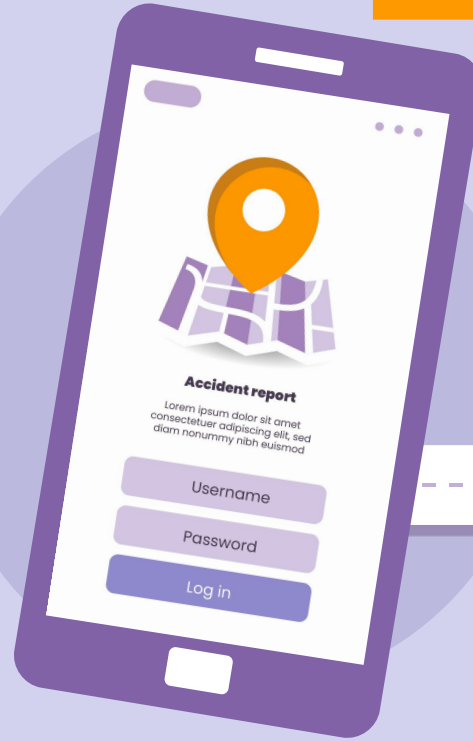 Accident report
Lorem ipsum dolor sit amet
consectetuer adipiscing elit, sed
diam nonummy nibh euismod
Username
Password
Log in